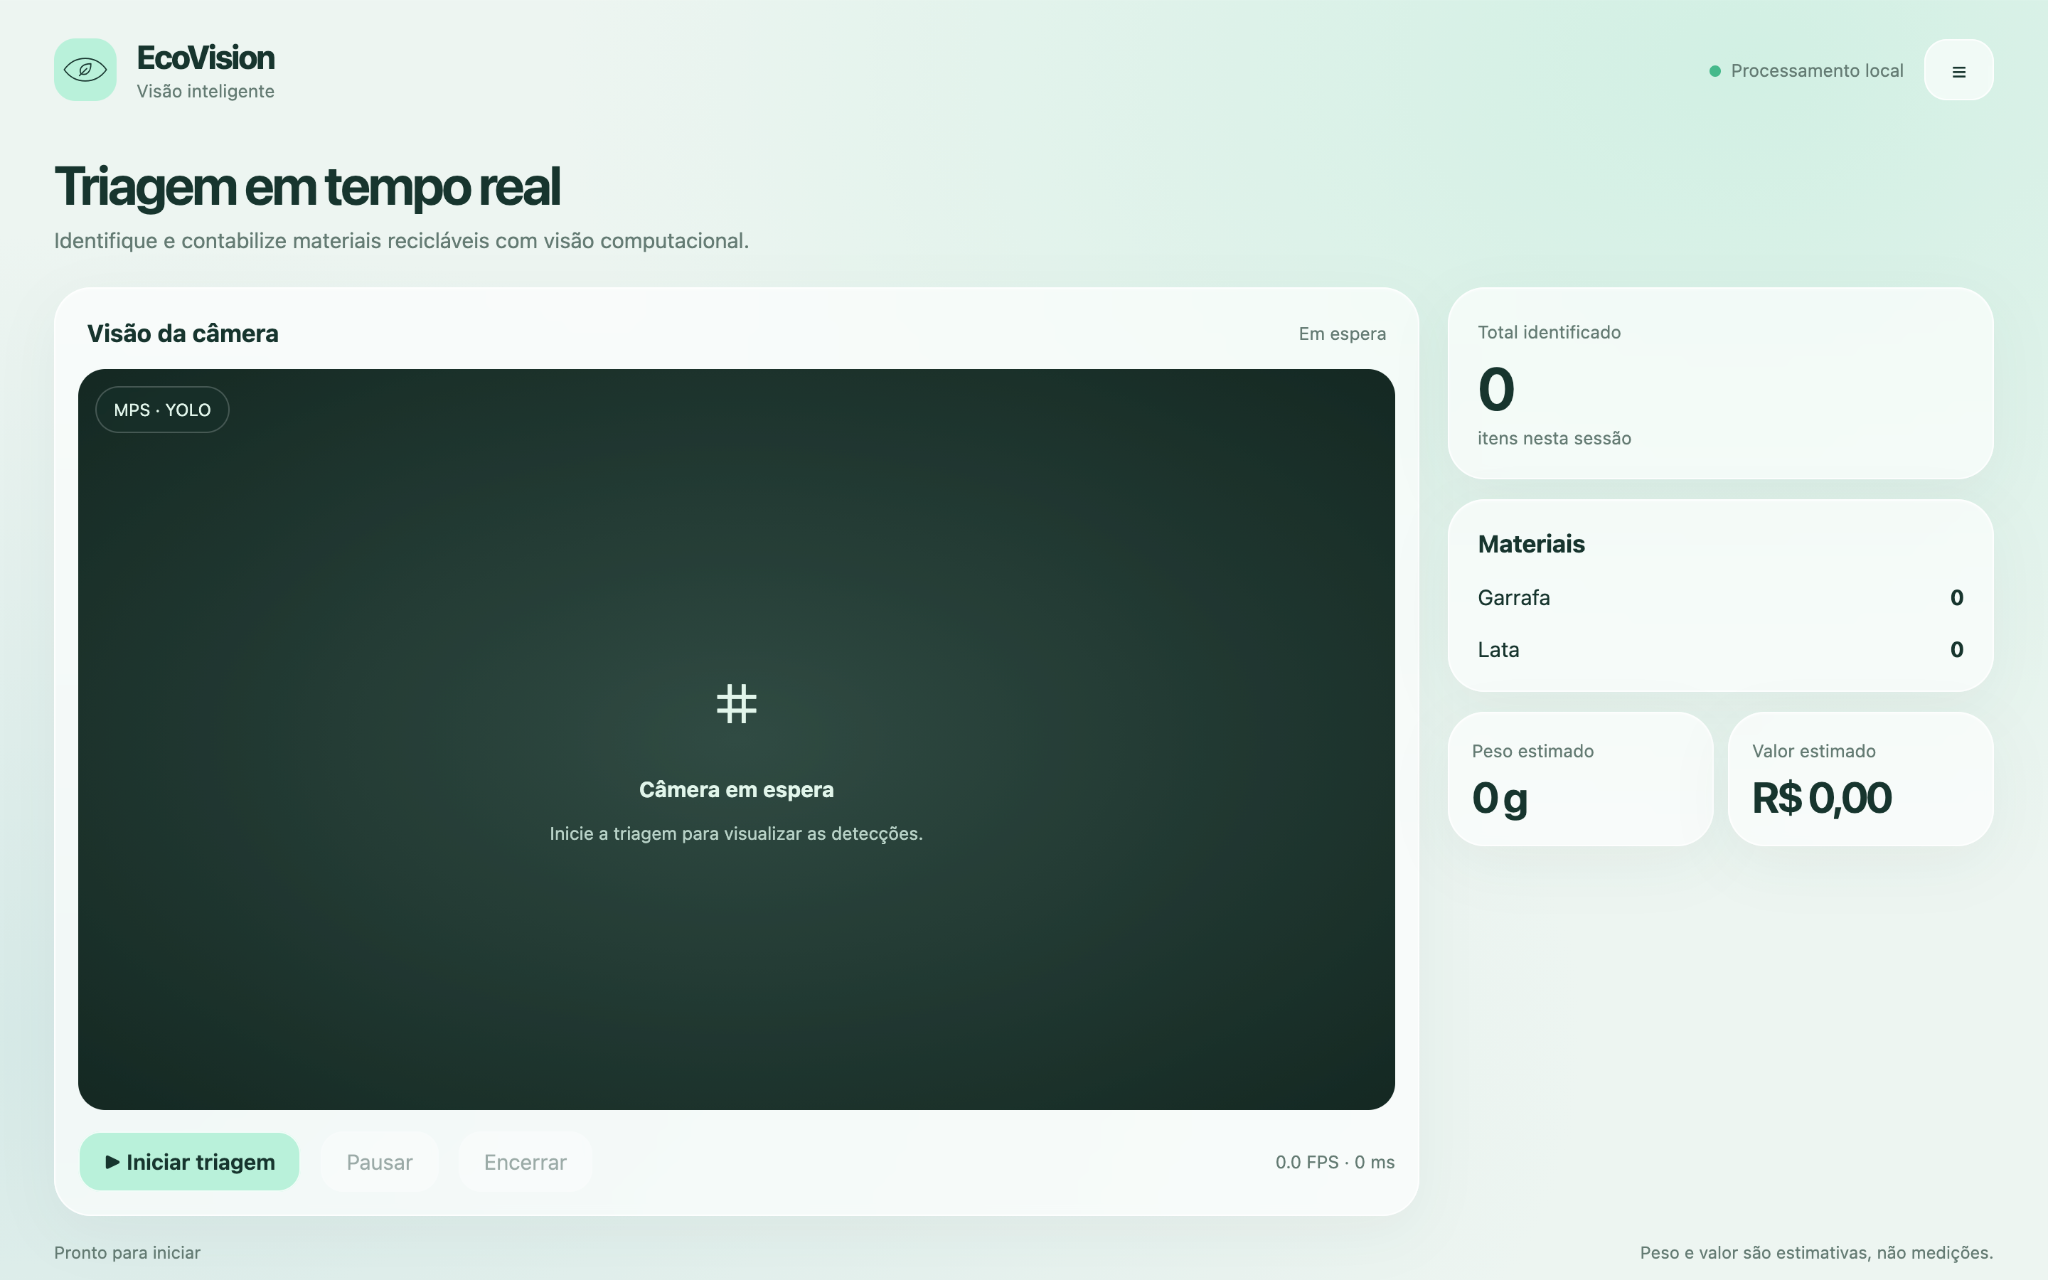 EcoVision
Visão inteligente
Processamento local
≡
Triagem em tempo real
Identifique e contabilize materiais recicláveis com visão computacional.
Visão da câmera
Em espera
MPS · YOLO
#
Câmera em espera
Inicie a triagem para visualizar as detecções.
▶ Iniciar triagem
Pausar
Encerrar
0.0 FPS · 0 ms
Total identificado
0
itens nesta sessão
Materiais
Garrafa 0
Lata 0
Peso estimado
0 g
Valor estimado
R$ 0,00
Pronto para iniciar
Peso e valor são estimativas, não medições.